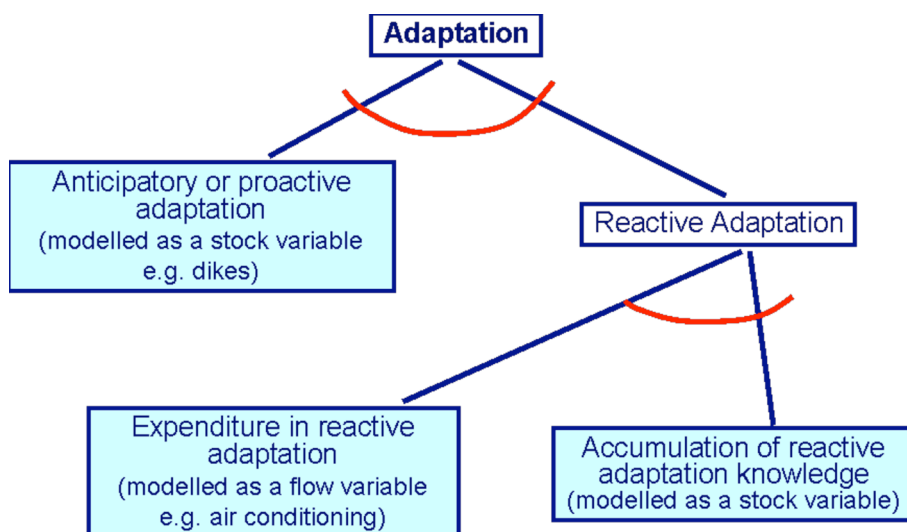 Adaptation
Anticipatory or proactive
adaptation
(modelled as a stock variable
e.g. dikes)
Reactive Adaptation
Expenditure in reactive
adaptation
(modelled as a flow variable
e.g. air conditioning)
Accumulation of reactive
adaptation knowledge
(modelled as a stock variable)